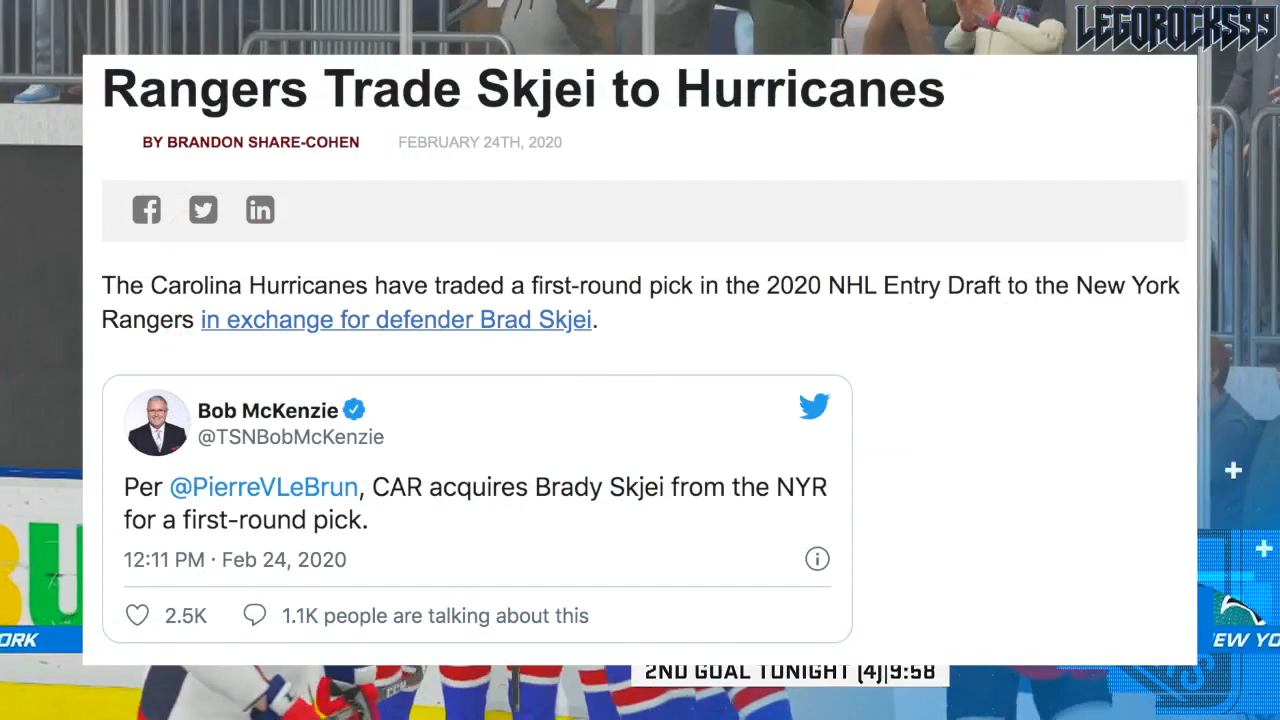 LEGOROCKS99
Rangers Trade Skjei to Hurricanes
BY BRANDON SHARE-COHEN FEBRUARY 24TH, 2020
The Carolina Hurricanes have traded a first-round pick in the 2020 NHL Entry Draft to the New York
Rangers in exchange for defender Brad Skjei.
Bob McKenzie
@TSNBobMcKenzie
Per @PierreVLeBrun, CAR acquires Brady Skjei from the NYR
for a first-round pick.
12:11 PM · Feb 24, 2020
2.5K 1.1K people are talking about this
ORK
EW YO
2ND GOAL TONIGHT (4)|9:58